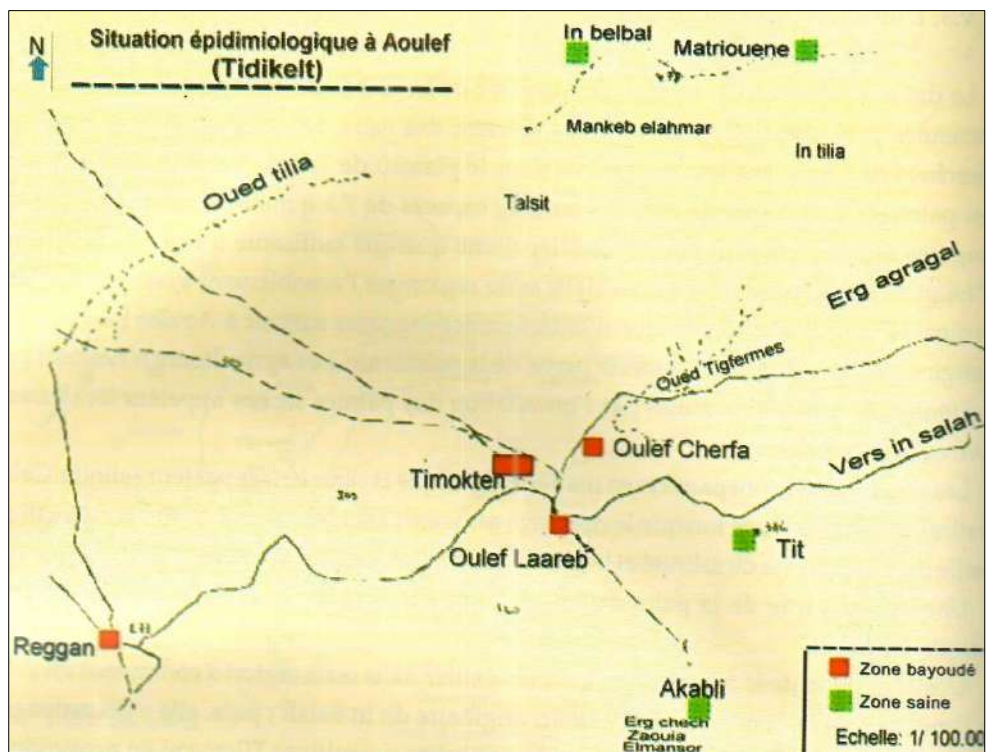 N
Situation épidimiologique à Aoulef
(Tidikelt)
In belbal
Matriouene
Mankeb elahmar
In tilia
Oued tilia
Talsit
Erg agragal
Oued Tigfermes
Oulef Cherfa
Vers in salah
Timokten
Oulef Laareb
Tit
Reggan
Akabli
Erg chech
Zaouia
Elmansor
Zone bayoudé
Zone saine
Echelle: 1/ 100.00